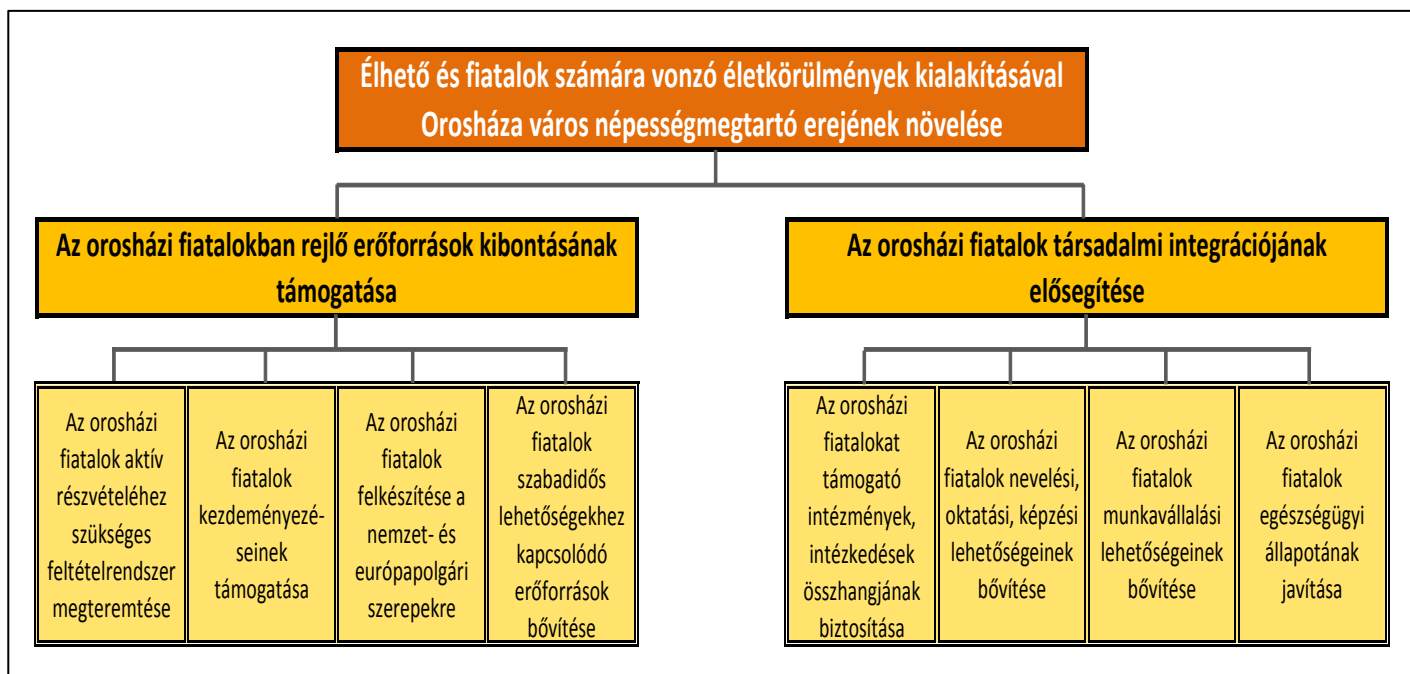 Élhető és fiatalok számára vonzó életkörülmények kialakításával
Orosháza város népességmegtartó erejének növelése
Az orosházi fiatalokban rejlő erőforrások kibontásának
támogatása
Az orosházi fiatalok társadalmi integrációjának
elősegítése
Az orosházi
fiatalok aktív
részvételéhez
szükséges
feltételrendszer
megteremtése
Az orosházi
fiatalok
kezdeményezé-
seinek
támogatása
Az orosházi
fiatalok
felkészítése a
nemzet- és
európapolgári
szerepekre
Az orosházi
fiatalok
szabadidős
lehetőségekhez
kapcsolódó
erőforrások
bővítése
Az orosházi
fiatalokat
támogató
intézmények,
intézkedések
összhangjának
biztosítása
Az orosházi
fiatalok nevelési,
oktatási, képzési
lehetőségeinek
bővítése
Az orosházi
fiatalok
munkavállalási
lehetőségeinek
bővítése
Az orosházi
fiatalok
egészségügyi
állapotának
javítása